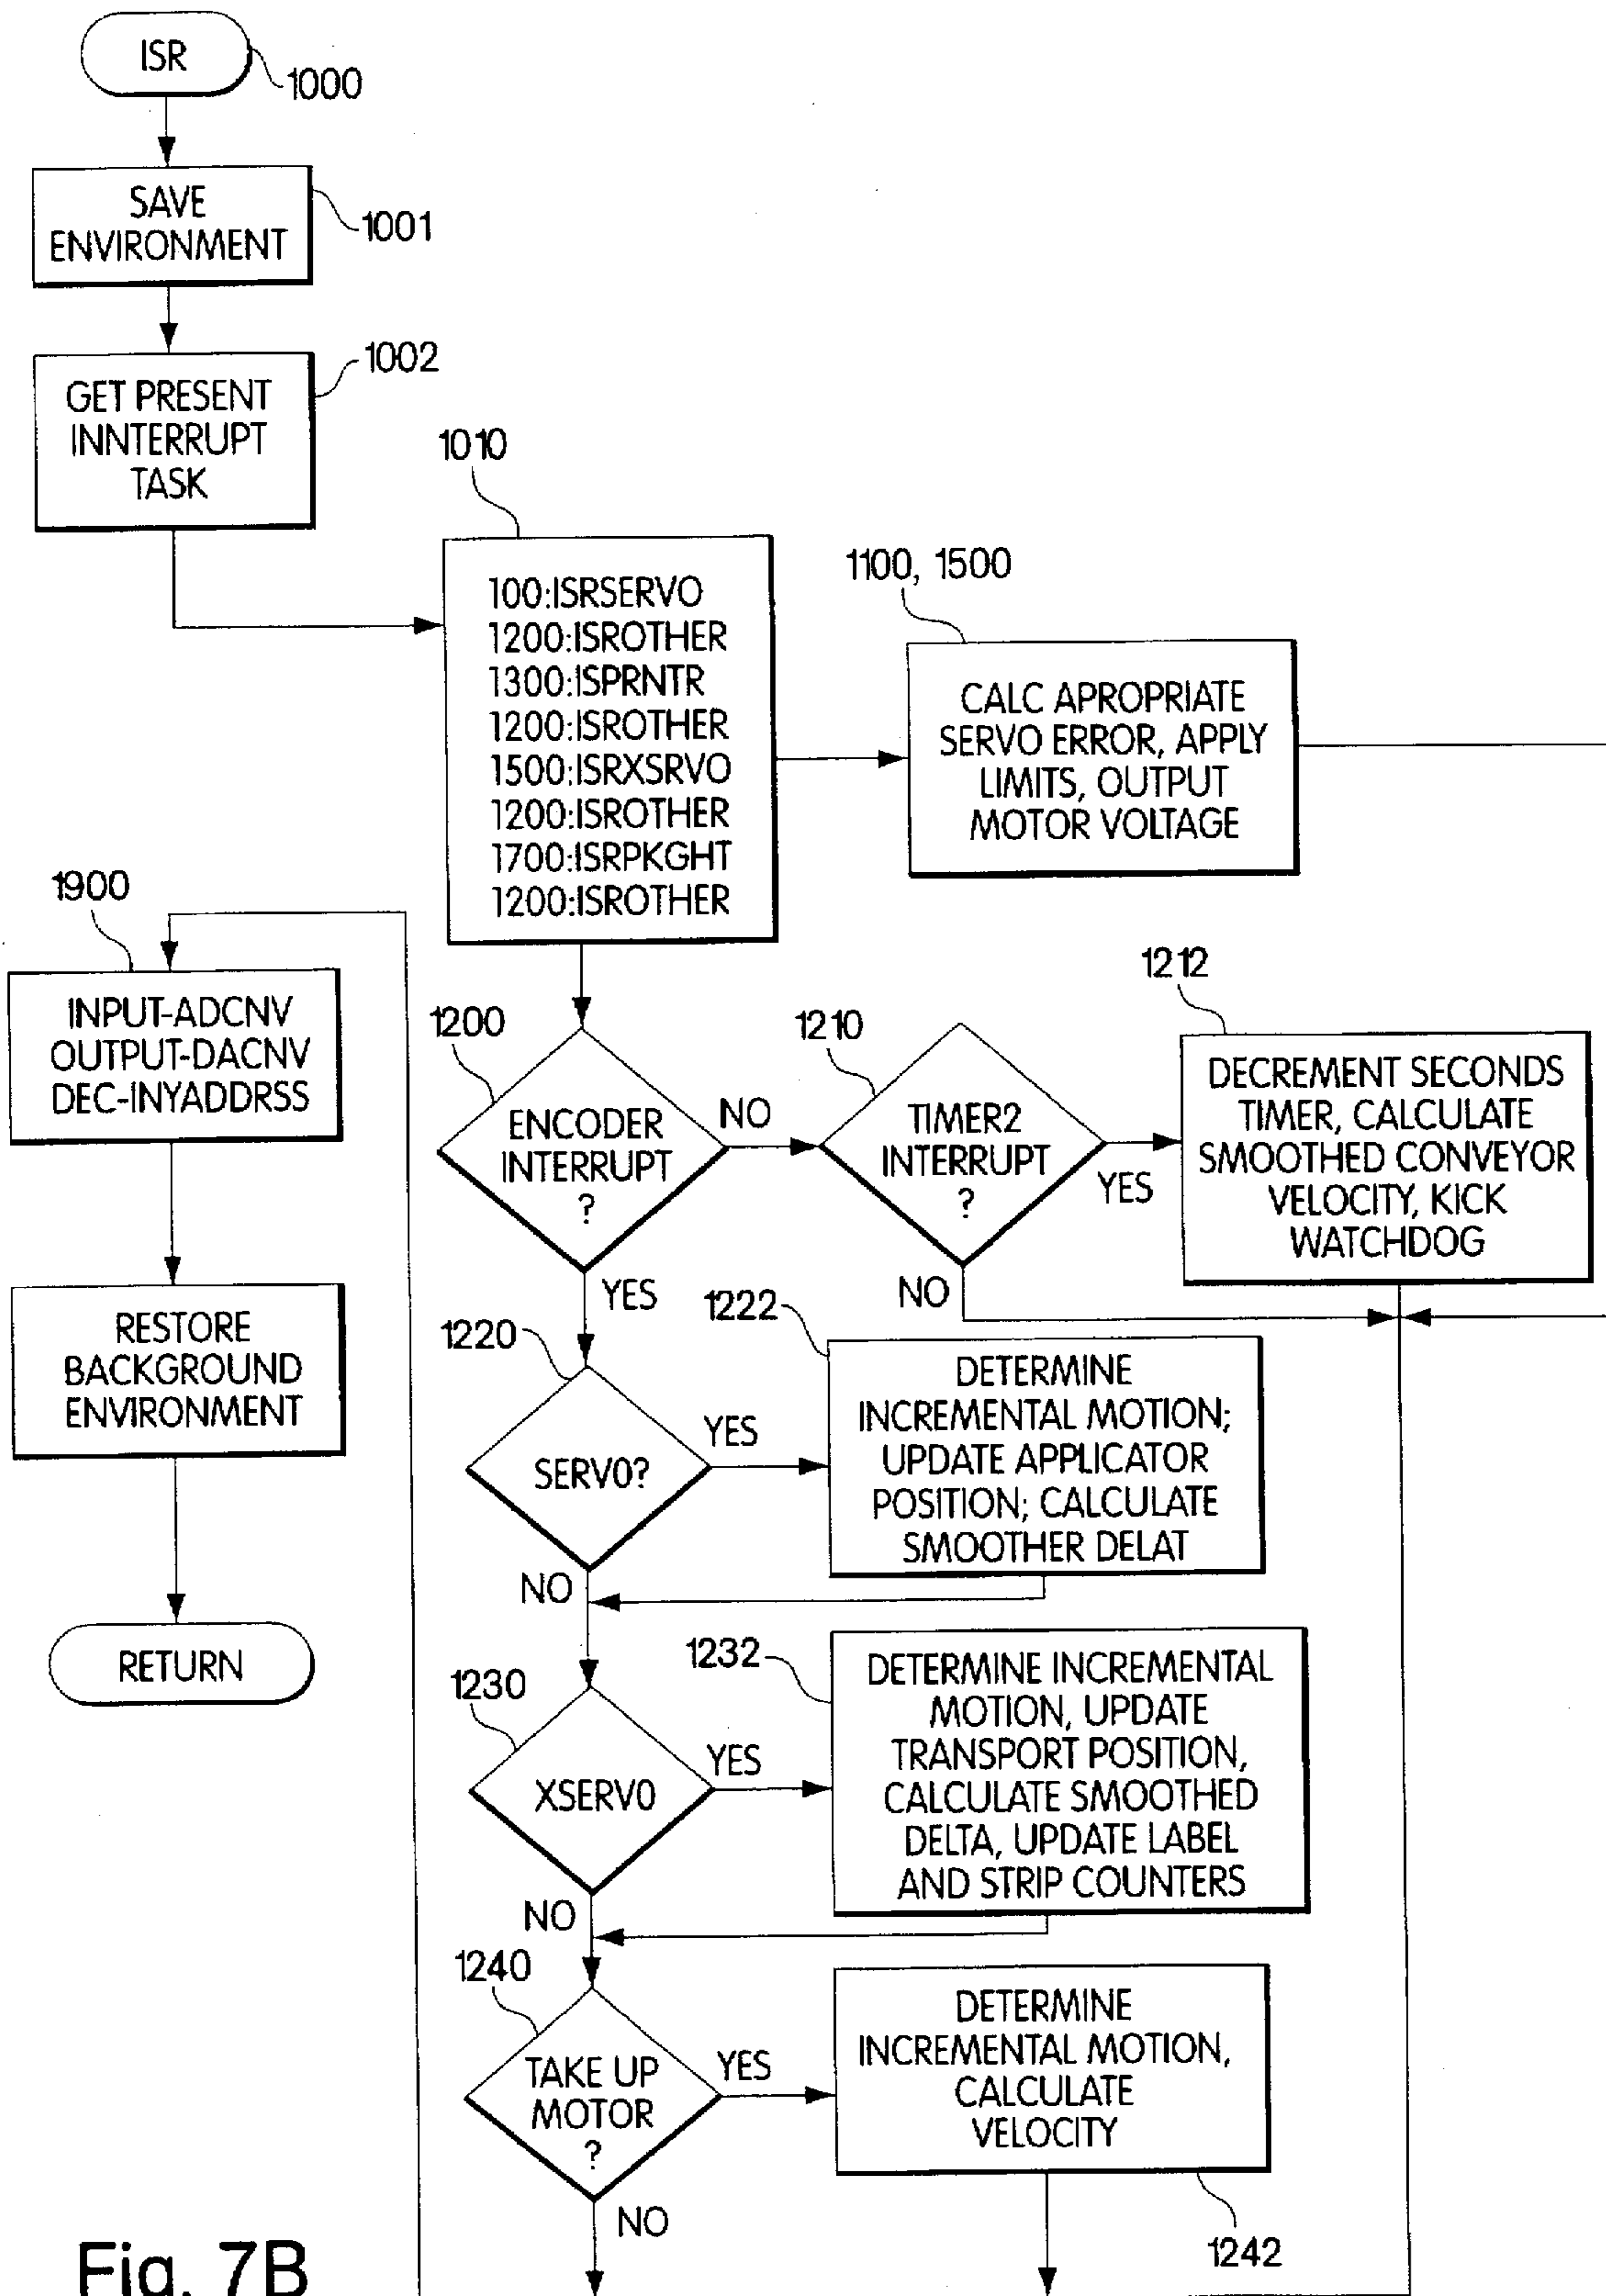 ISR
1000
SAVE
ENVIRONMENT
1001
GET PRESENT
INNTERRUPT
TASK
1002
1010
100:ISRSERVO
1200:ISROTHER
1300:ISPRNTR
1200:ISROTHER
1500:ISRXSRVO
1200:ISROTHER
1700:ISRPKGHT
1200:ISROTHER
1100, 1500
CALC APROPRIATE
SERVO ERROR, APPLY
LIMITS, OUTPUT
MOTOR VOLTAGE
1900
INPUT-ADCNV
OUTPUT-DACNV
DEC-INYADDRSS
RESTORE
BACKGROUND
ENVIRONMENT
RETURN
1200
ENCODER
INTERRUPT
?
NO
YES
1210
TIMER2
INTERRUPT
?
YES
NO
1212
DECREMENT SECONDS
TIMER, CALCULATE
SMOOTHED CONVEYOR
VELOCITY, KICK
WATCHDOG
1220
SERVO?
YES
NO
1222
DETERMINE
INCREMENTAL MOTION;
UPDATE APPLICATOR
POSITION; CALCULATE
SMOOTHER DELAT
1230
XSERVO
YES
NO
1232
DETERMINE INCREMENTAL
MOTION, UPDATE
TRANSPORT POSITION,
CALCULATE SMOOTHED
DELTA, UPDATE LABEL
AND STRIP COUNTERS
1240
TAKE UP
MOTOR
?
YES
NO
DETERMINE
INCREMENTAL MOTION,
CALCULATE
VELOCITY
1242
Fig. 7B